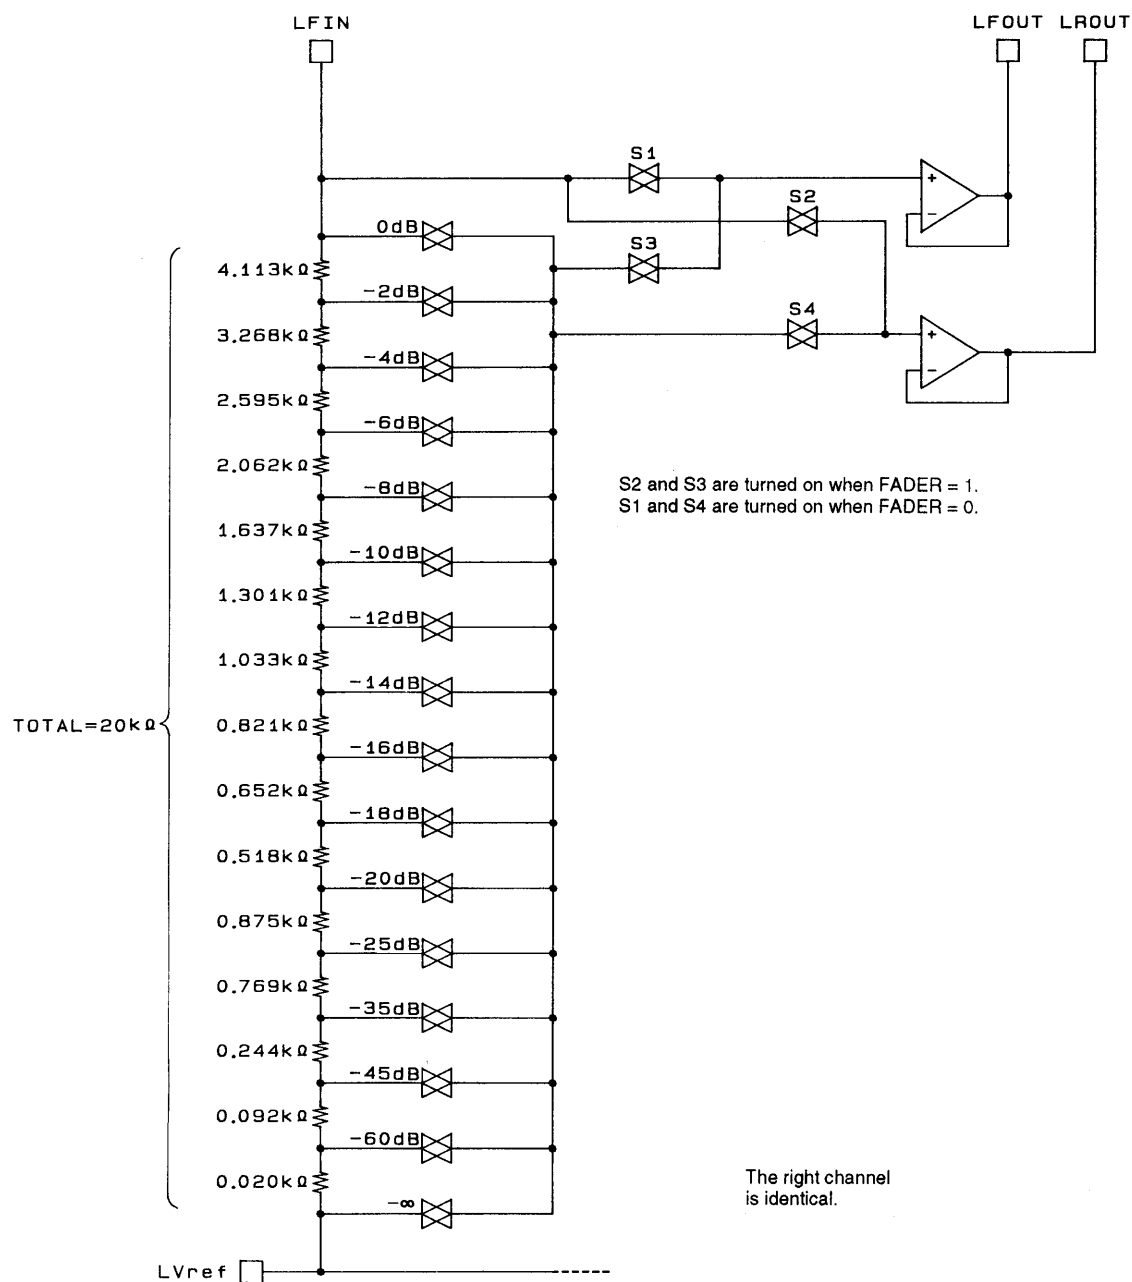 LFIN
LFOUT LROUT
S1
S2
0dB
S3
4.113kΩ
-2dB
S4
3.268kΩ
-4dB
2.595kΩ
-6dB
2.062kΩ
S2 and S3 are turned on when FADER = 1.
S1 and S4 are turned on when FADER = 0.
-8dB
1.637kΩ
-10dB
1.301kΩ
-12dB
1.033kΩ
-14dB
TOTAL=20kΩ
0.821kΩ
-16dB
0.652kΩ
-18dB
0.518kΩ
-20dB
0.875kΩ
-25dB
0.769kΩ
-35dB
0.244kΩ
-45dB
0.092kΩ
-60dB
0.020kΩ
The right channel
is identical.
-∞
LVref